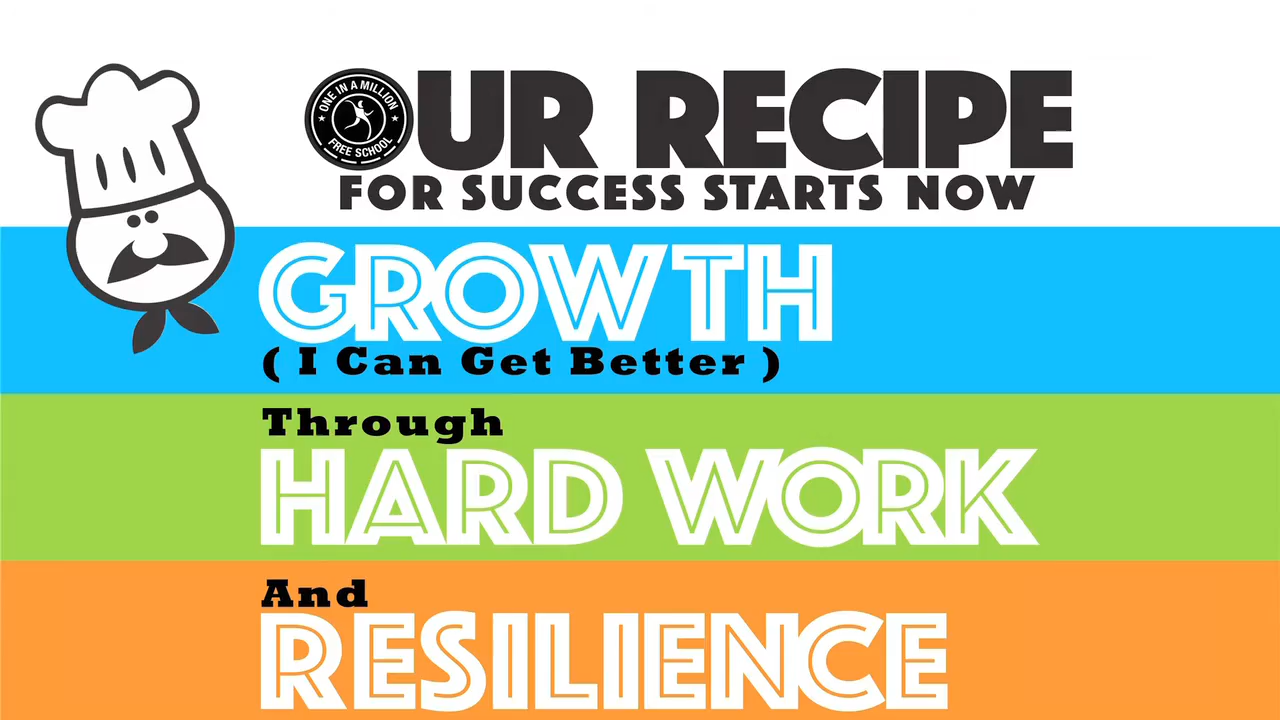 OUR RECIPE
ONE IN A MILLION
FREE SCHOOL
FOR SUCCESS STARTS NOW
GROWTH
( I Can Get Better )
Through
HARD WORK
And
RESILIENCE